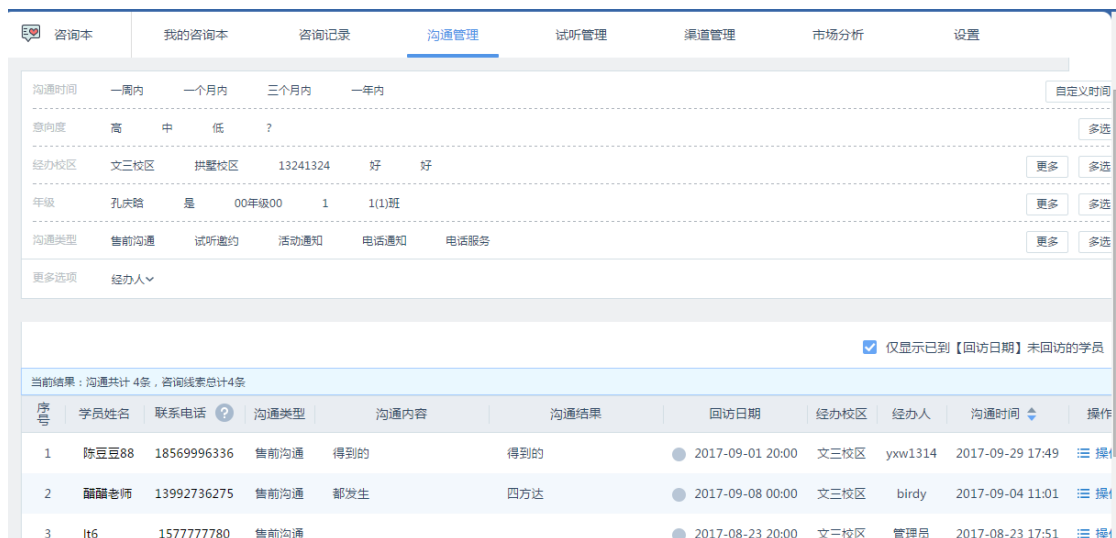 咨询本 我的咨询本 咨询记录 沟通管理 试听管理 渠道管理 市场分析 设置
沟通时间 一周内 一个月内 三个月内 一年内 自定义时间
意向度 高 中 低 ? 多选
经办校区 文三校区 拱墅校区 13241324 好 好 更多 多选
年级 孔庆晗 是 00年级00 1 1(1)班 更多 多选
沟通类型 售前沟通 试听邀约 活动通知 电话通知 电话服务 更多 多选
更多选项 经办人
仅显示已到【回访日期】未回访的学员
当前结果：沟通共计 4条，咨询线索总计4条
序号 学员姓名 联系电话 ? 沟通类型 沟通内容 沟通结果 回访日期 经办校区 经办人 沟通时间 操作
1 陈豆豆88 18569996336 售前沟通 得到的 得到的 2017-09-01 20:00 文三校区 yxw1314 2017-09-29 17:49 操作
2 醋醋老师 13992736275 售前沟通 都发生 四方达 2017-09-08 00:00 文三校区 birdy 2017-09-04 11:01 操作
3 lt6 1577777780 售前沟通 2017-08-23 20:00 文三校区 管理员 2017-08-23 17:51 操作